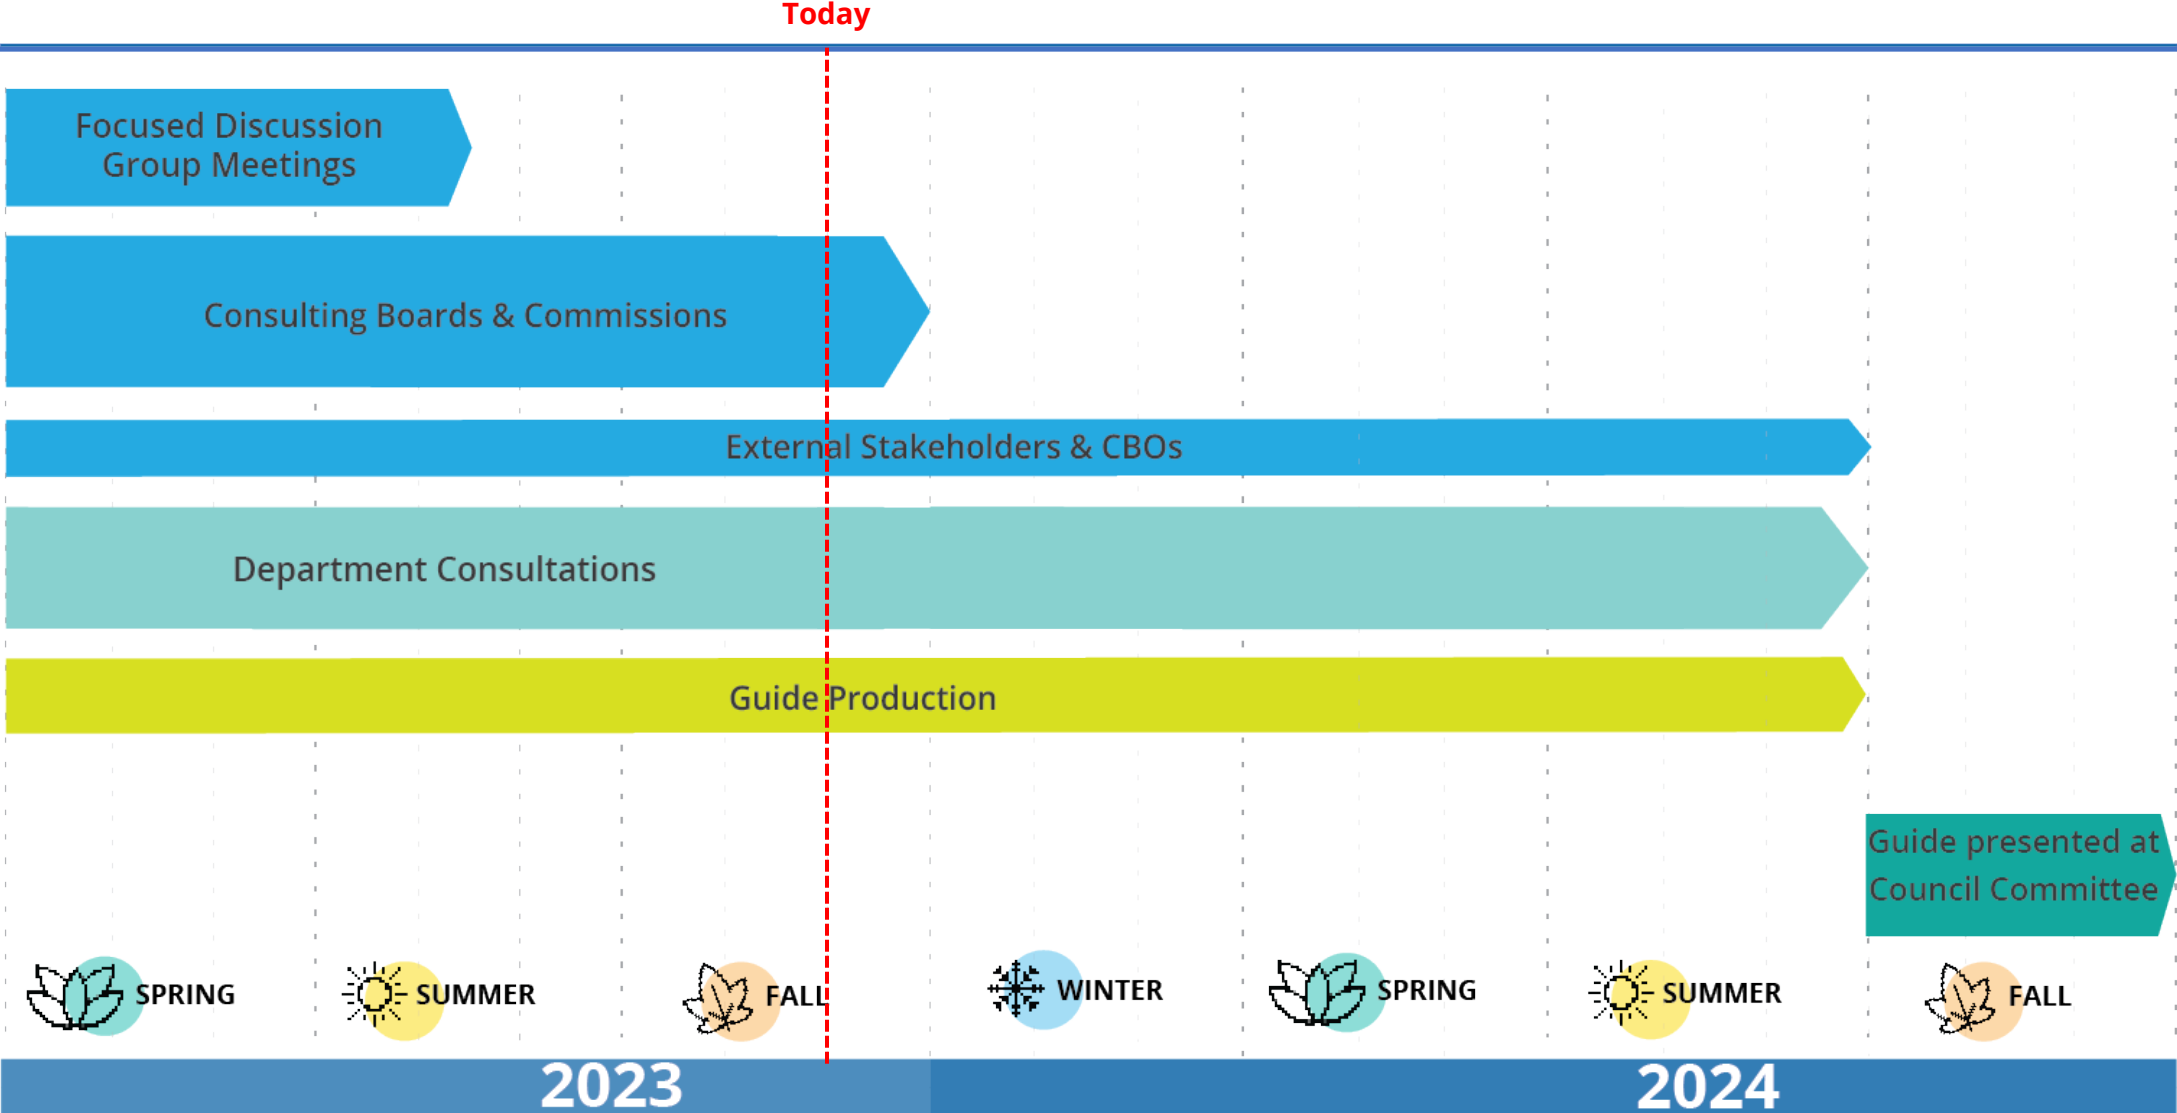 Today
Focused Discussion
Group Meetings
Consulting Boards & Commissions
External Stakeholders & CBOs
Department Consultations
Guide Production
Guide presented at
Council Committee
SPRING
SUMMER
FALL
WINTER
SPRING
SUMMER
FALL
2023
2024